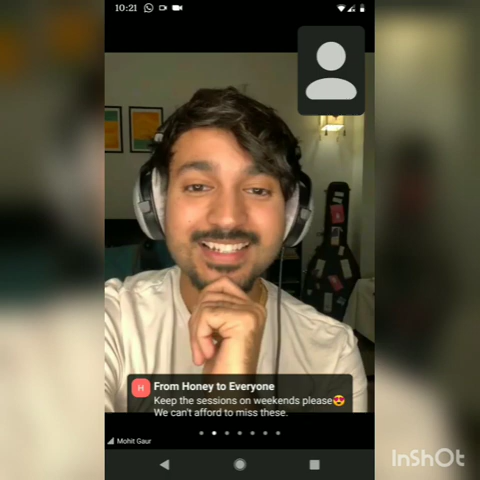 10:21
From Honey to Everyone
H
Keep the sessions on weekends please😍
We can't afford to miss these.
Mohit Gaur
InShOt